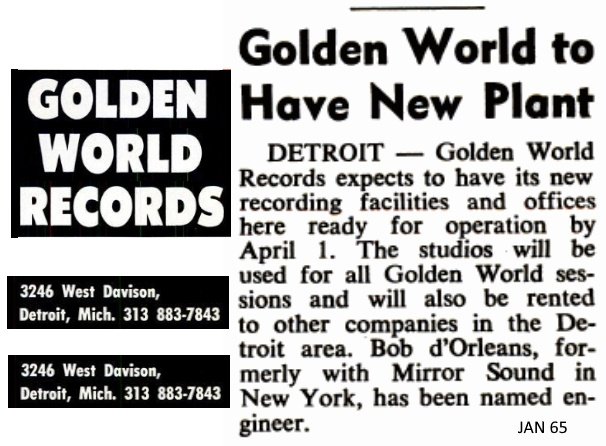 GOLDEN
WORLD
RECORDS
3246 West Davison,
Detroit, Mich. 313 883-7843
3246 West Davison,
Detroit, Mich. 313 883-7843
Golden World to
Have New Plant
DETROIT — Golden World
Records expects to have its new
recording facilities and offices
here ready for operation by
April 1. The studios will be
used for all Golden World ses-
sions and will also be rented
to other companies in the De-
troit area. Bob d'Orleans, for-
merly with Mirror Sound in
New York, has been named en-
gineer.
JAN 65